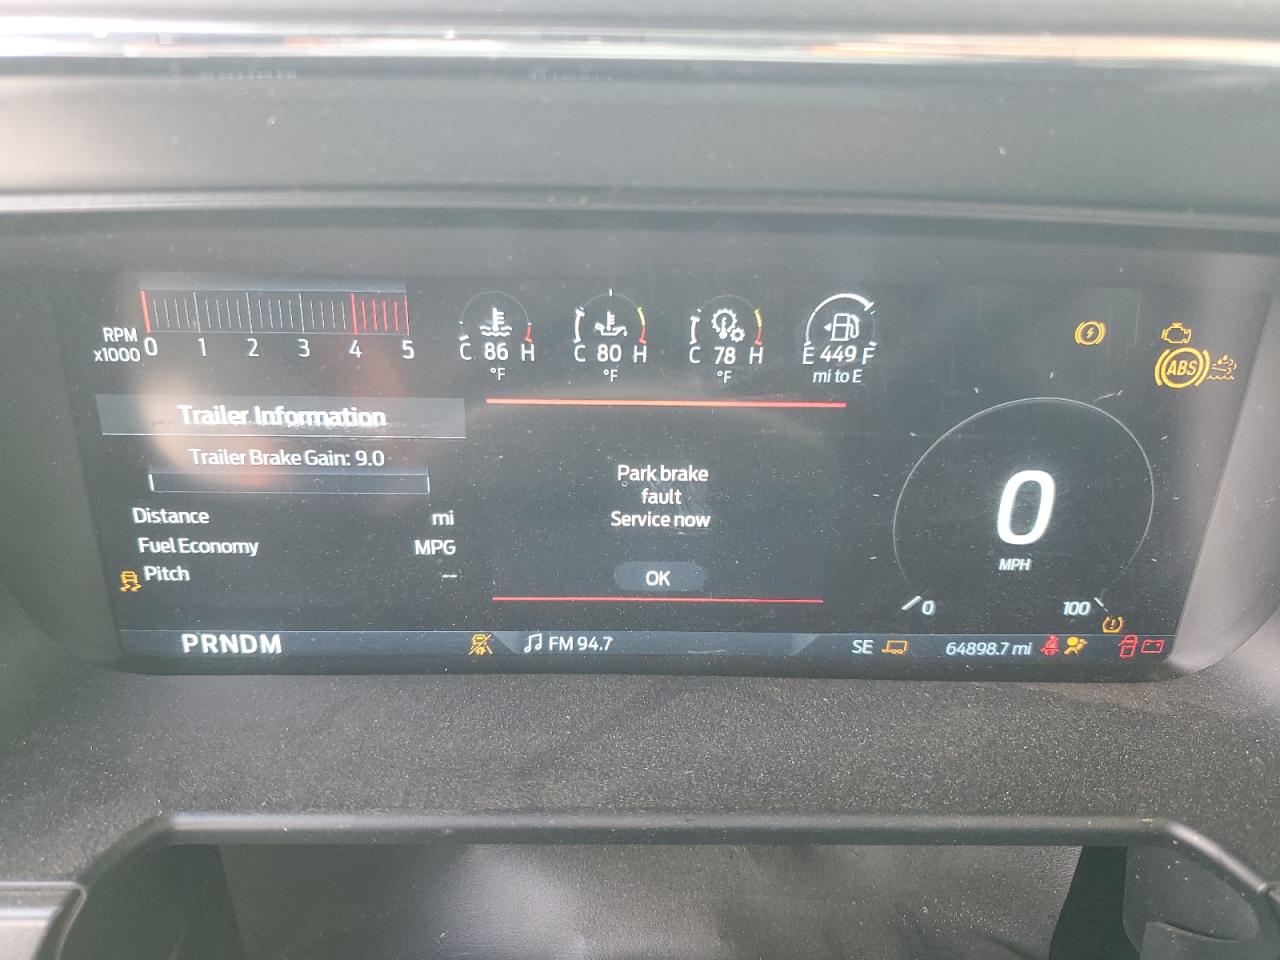 RPM
x1000
0 1 2 3 4 5
C 86 H
°F
C 80 H
°F
C 78 H
°F
E 449 F
mi to E
ABS
Trailer Information
Trailer Brake Gain: 9.0
Distance mi
Fuel Economy MPG
Pitch --
Park brake
fault
Service now
OK
0
MPH
0 100
PRNDM
FM 94.7
SE
64898.7 mi